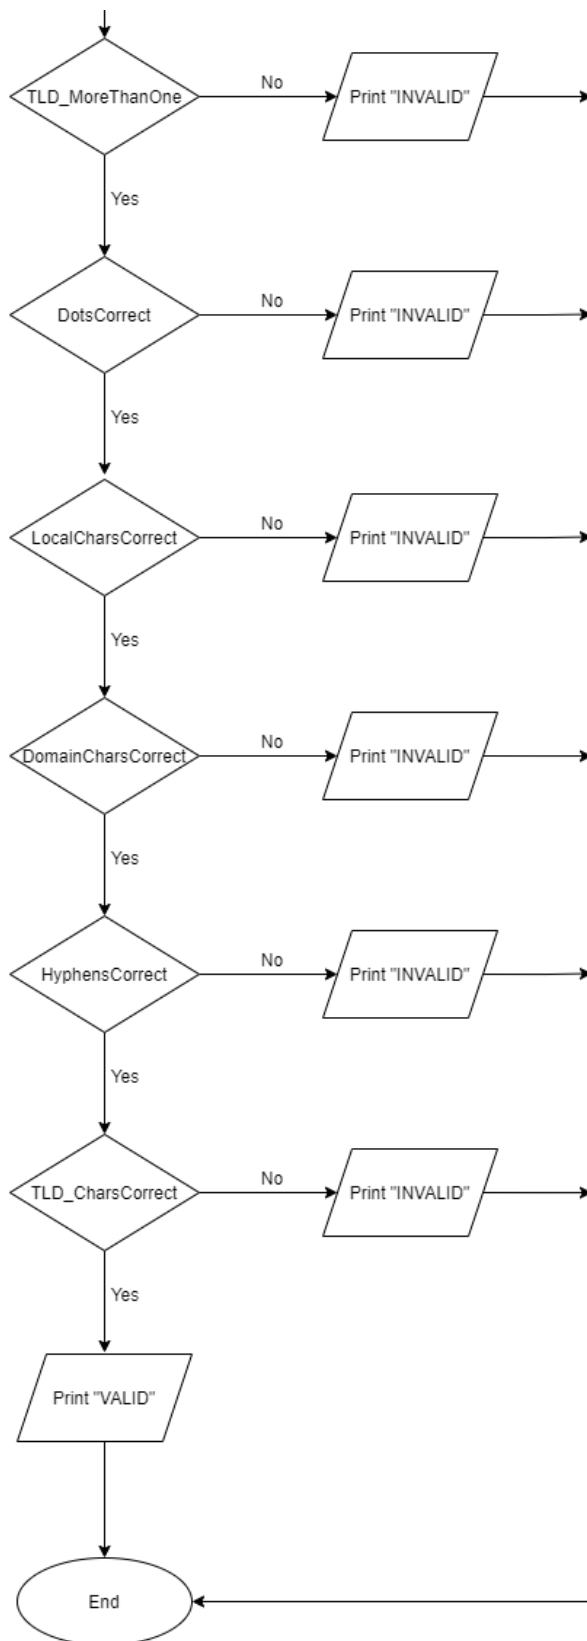 TLD_MoreThanOne
No
Print "INVALID"
Yes
DotsCorrect
No
Print "INVALID"
Yes
LocalCharsCorrect
No
Print "INVALID"
Yes
DomainCharsCorrect
No
Print "INVALID"
Yes
HyphensCorrect
No
Print "INVALID"
Yes
TLD_CharsCorrect
No
Print "INVALID"
Yes
Print "VALID"
End